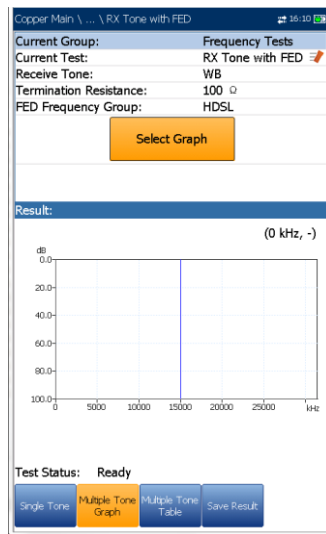 Copper Main \ ... \ RX Tone with FED 16:10
Current Group: Frequency Tests
Current Test: RX Tone with FED
Receive Tone: WB
Termination Resistance: 100 Ω
FED Frequency Group: HDSL
Select Graph
Result:
(0 kHz, -)
dB
0.0
20.0
40.0
60.0
80.0
100.0
0 5000 10000 15000 20000 25000 kHz
Test Status: Ready
Single Tone
Multiple Tone
Graph
Multiple Tone
Table
Save Result